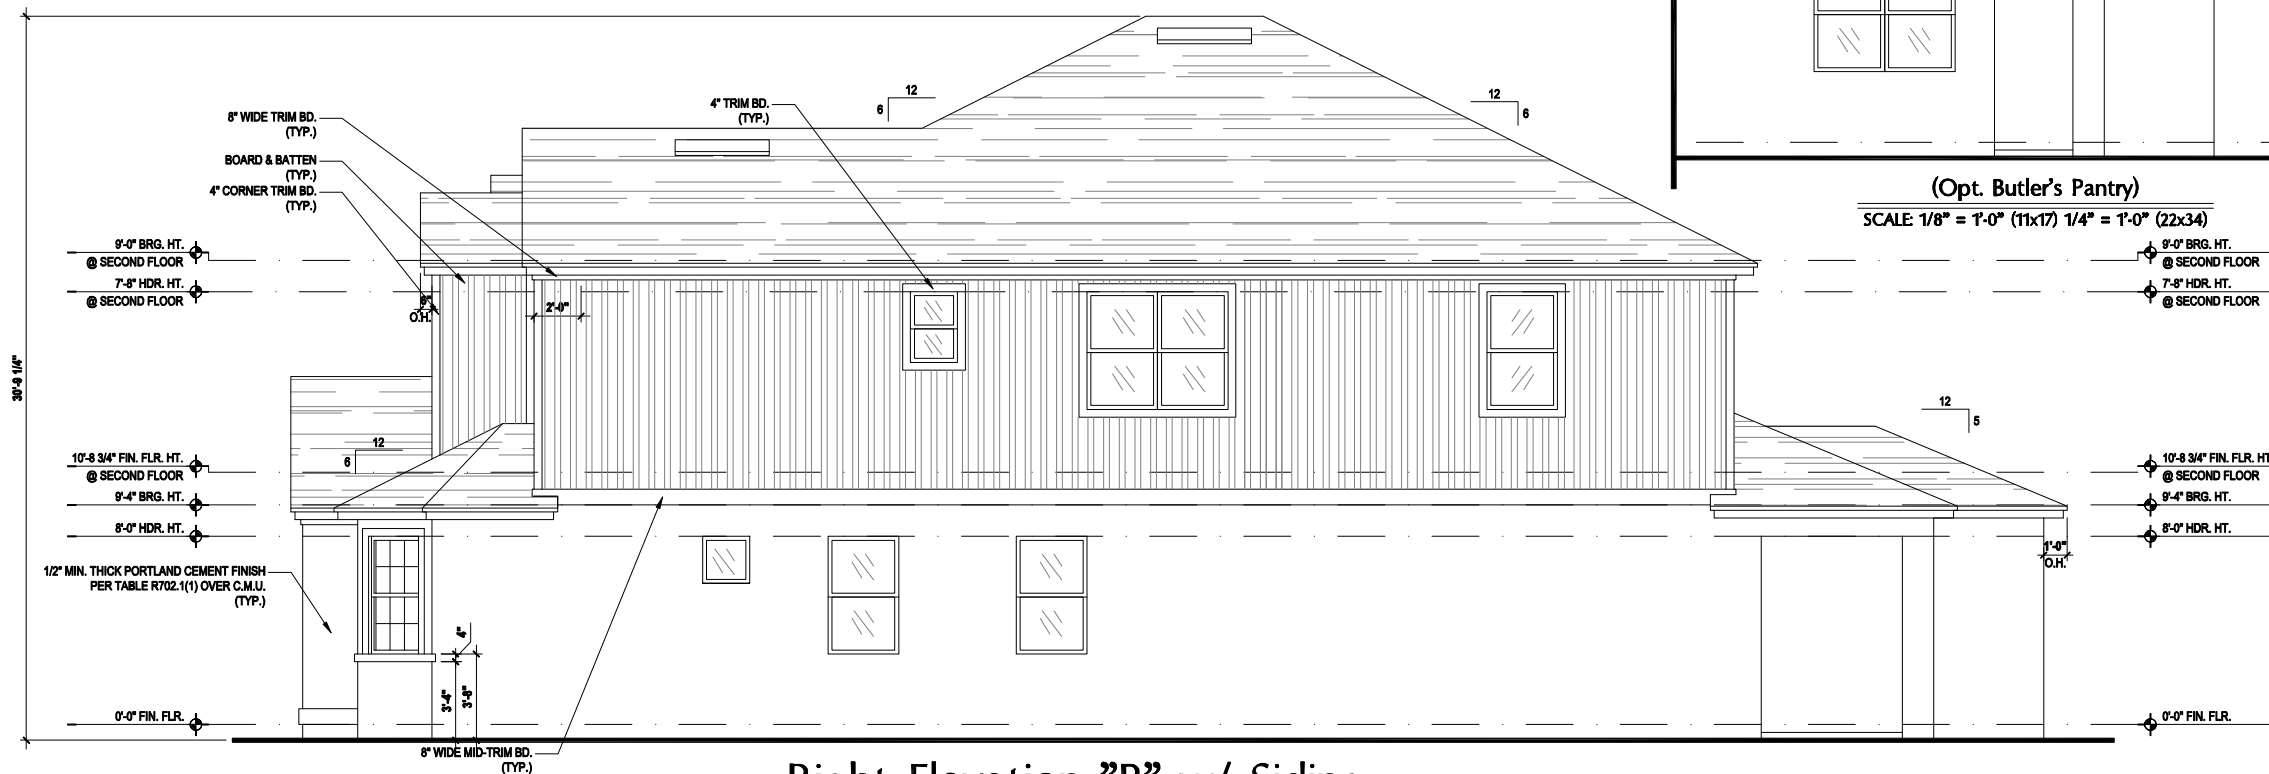 12
6
12
6
4" TRIM BD.
(TYP.)
8" WIDE TRIM BD.
(TYP.)
BOARD & BATTEN
(TYP.)
4" CORNER TRIM BD.
(TYP.)
(Opt. Butler's Pantry)
SCALE: 1/8" = 1'-0" (11x17) 1/4" = 1'-0" (22x34)
9'-0" BRG. HT.
@ SECOND FLOOR
7'-8" HDR. HT.
@ SECOND FLOOR
9'-0" BRG. HT.
@ SECOND FLOOR
7'-8" HDR. HT.
@ SECOND FLOOR
6"
O.H.
2'-0"
30'-9 1/4"
12
6
12
5
10'-8 3/4" FIN. FLR. HT.
@ SECOND FLOOR
9'-4" BRG. HT.
8'-0" HDR. HT.
10'-8 3/4" FIN. FLR. HT
@ SECOND FLOOR
9'-4" BRG. HT.
8'-0" HDR. HT.
1'-0"
O.H.
1/2" MIN. THICK PORTLAND CEMENT FINISH
PER TABLE R702.1(1) OVER C.M.U.
(TYP.)
4"
3'-4"
3'-8"
0'-0" FIN. FLR.
0'-0" FIN. FLR.
8" WIDE MID-TRIM BD.
(TYP.)
Right Elevation "B" w/ Siding